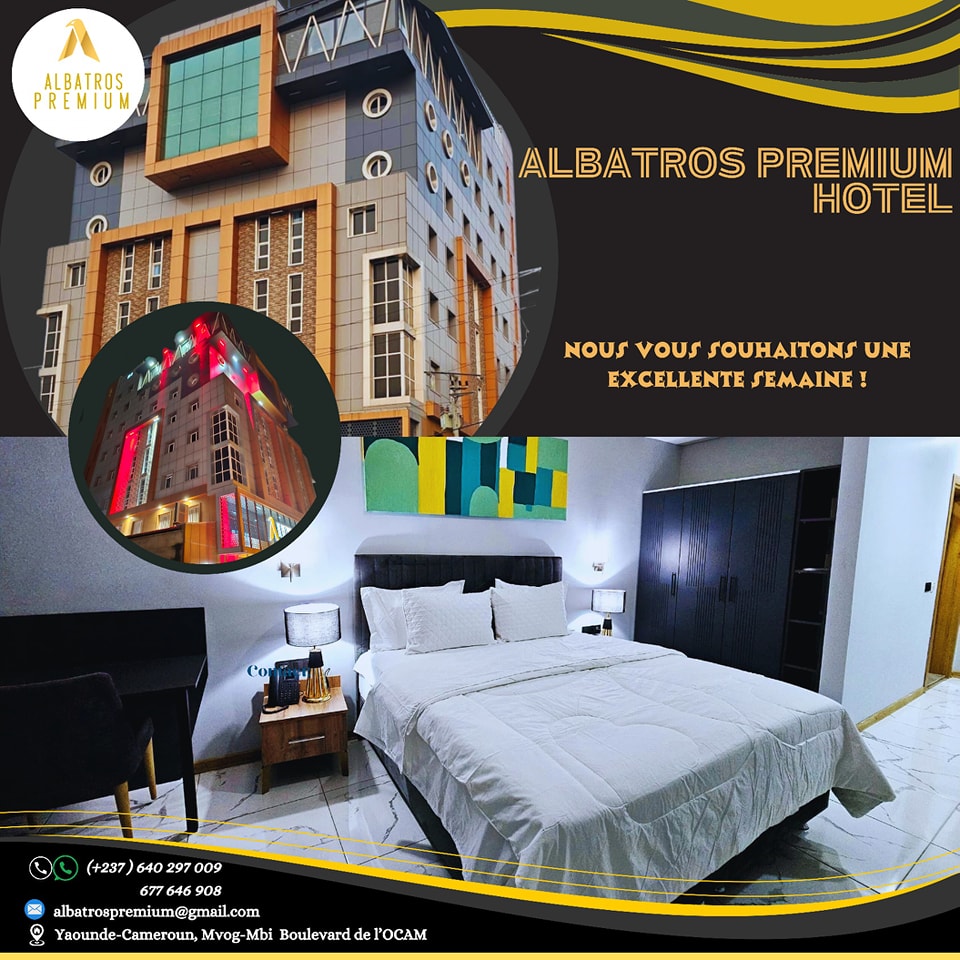 ALBATROS
PREMIUM
ALBATROS PREMIUM
HOTEL
NOUS VOUS SOUHAITONS UNE
EXCELLENTE SEMAINE !
(+237 ) 640 297 009
677 646 908
albatrospremium@gmail.com
Yaounde-Cameroun, Mvog-Mbi Boulevard de l'OCAM